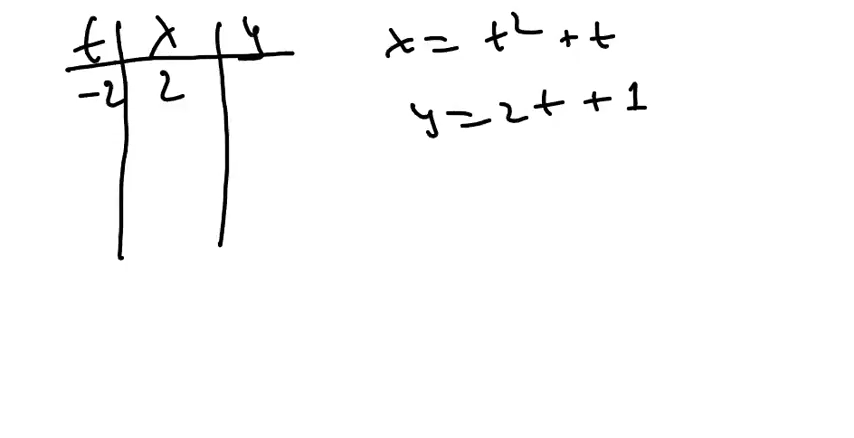 t x y
-2 2
x = t² + t
y = 2t + 1